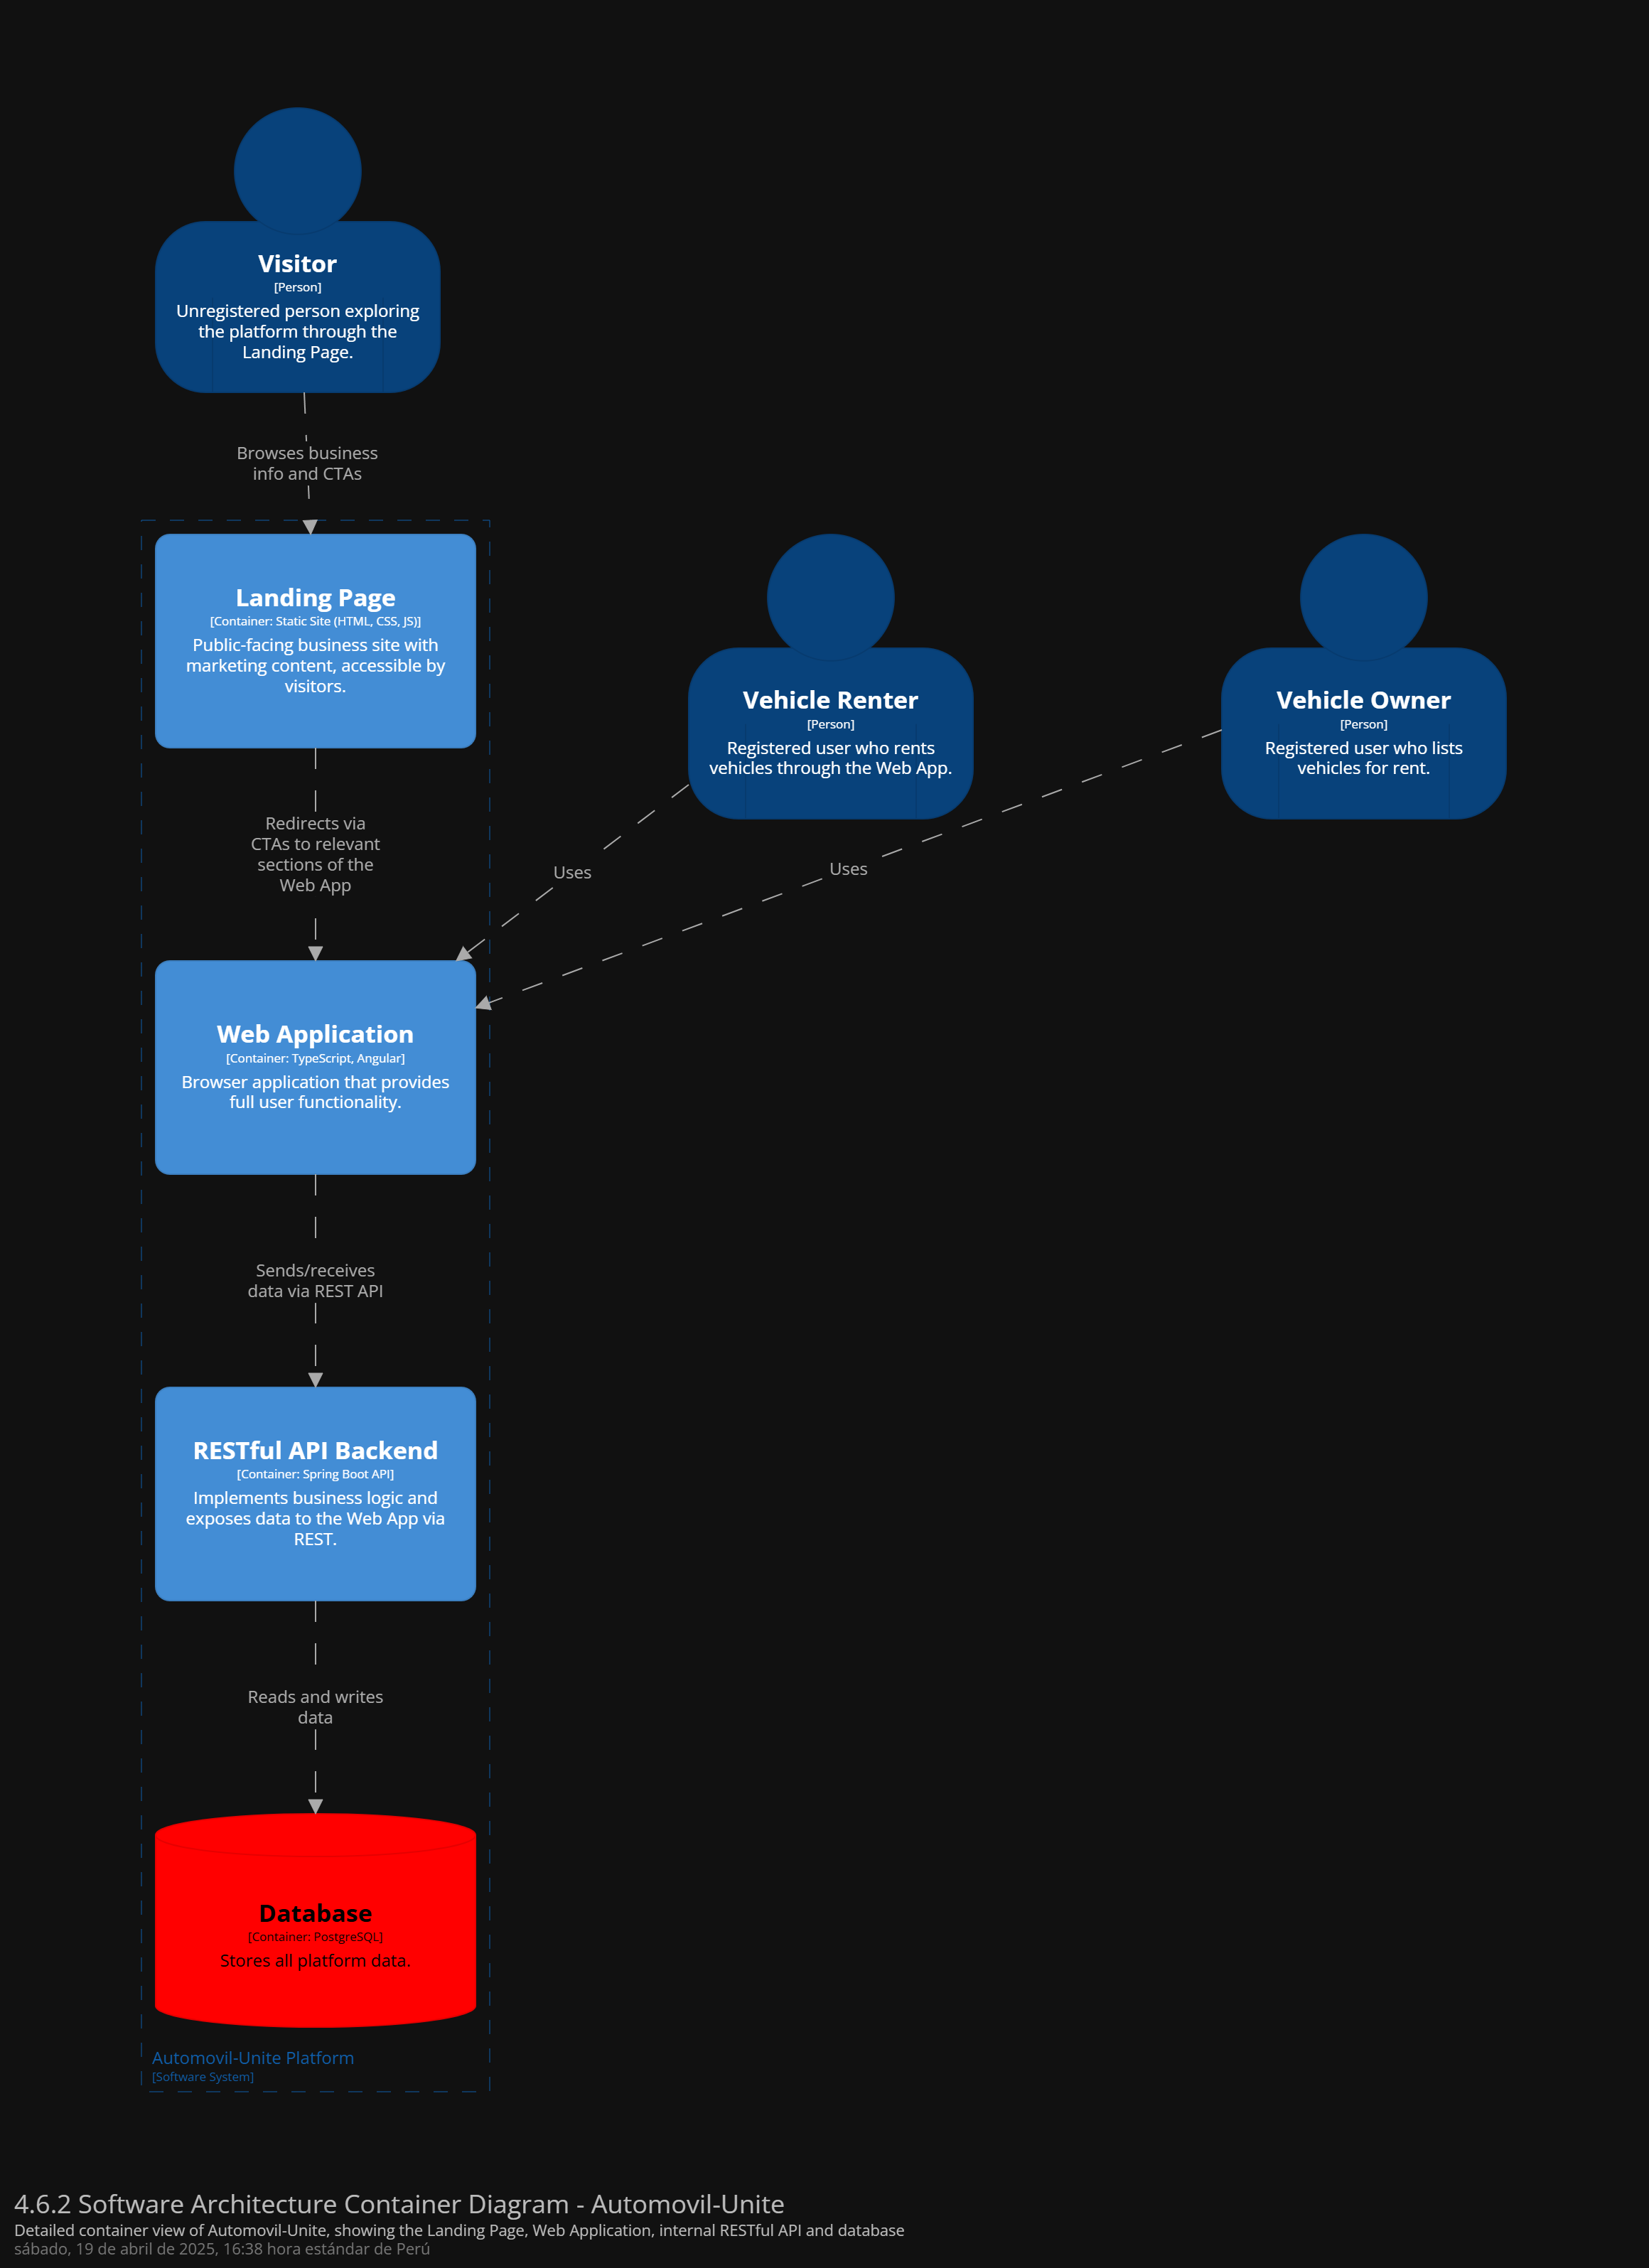 Visitor
[Person]
Unregistered person exploring
the platform through the
Landing Page.
Browses business
info and CTAs
Landing Page
[Container: Static Site (HTML, CSS, JS)]
Public-facing business site with
marketing content, accessible by
visitors.
Vehicle Renter
[Person]
Registered user who rents
vehicles through the Web App.
Vehicle Owner
[Person]
Registered user who lists
vehicles for rent.
Redirects via
CTAs to relevant
sections of the
Web App
Uses
Uses
Web Application
[Container: TypeScript, Angular]
Browser application that provides
full user functionality.
Sends/receives
data via REST API
RESTful API Backend
[Container: Spring Boot API]
Implements business logic and
exposes data to the Web App via
REST.
Reads and writes
data
Database
[Container: PostgreSQL]
Stores all platform data.
Automovil-Unite Platform
[Software System]
4.6.2 Software Architecture Container Diagram - Automovil-Unite
Detailed container view of Automovil-Unite, showing the Landing Page, Web Application, internal RESTful API and database
sábado, 19 de abril de 2025, 16:38 hora estándar de Perú